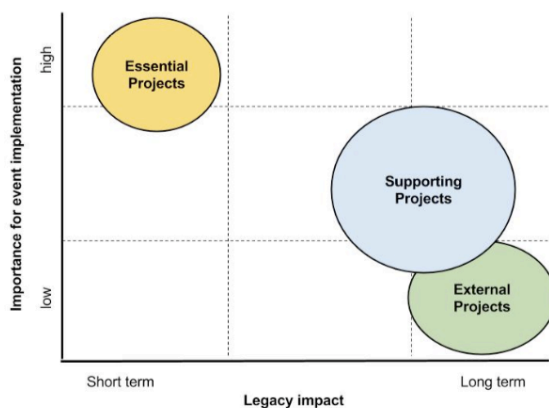 Importance for event implementation
high
low
Essential
Projects
Supporting
Projects
External
Projects
Short term
Long term
Legacy impact